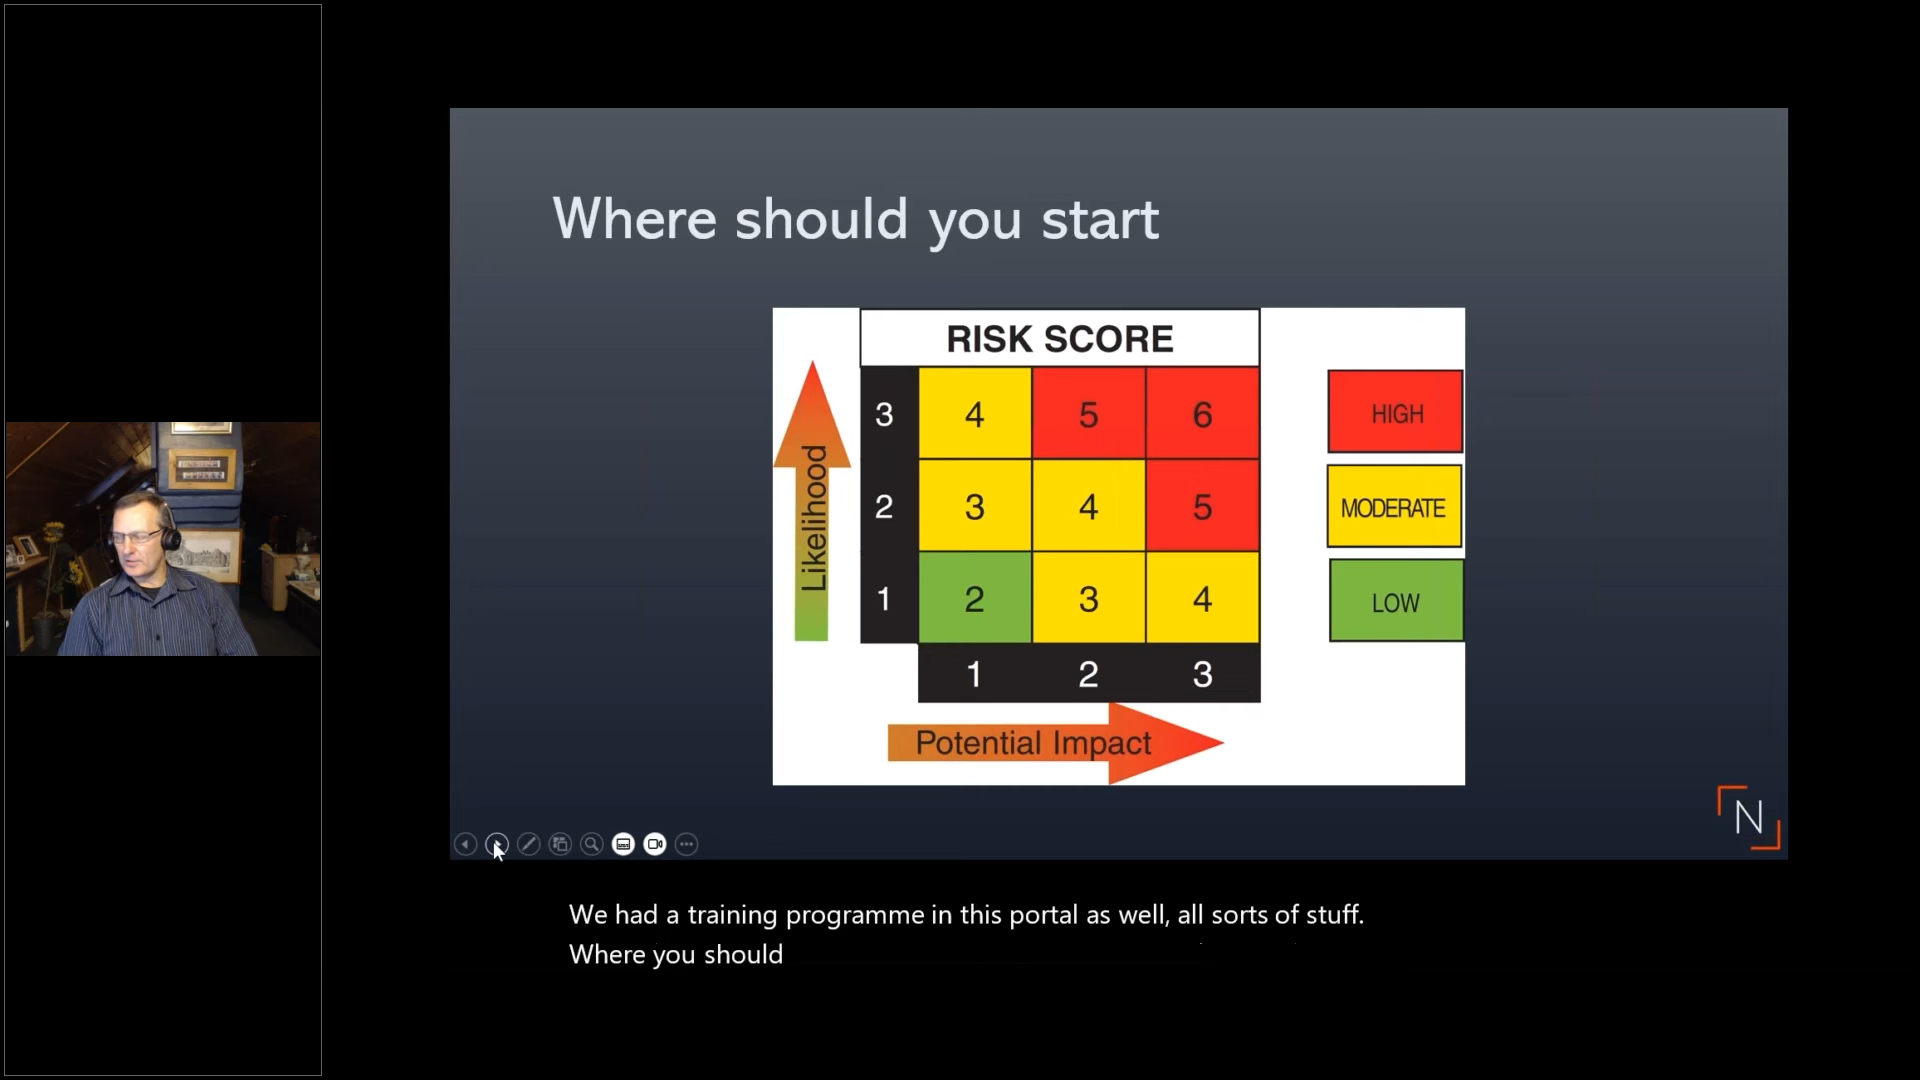 Where should you start
RISK SCORE
Likelihood
3 4 5 6
2 3 4 5
1 2 3 4
1 2 3
Potential Impact
HIGH
MODERATE
LOW
N
We had a training programme in this portal as well, all sorts of stuff.
Where you should